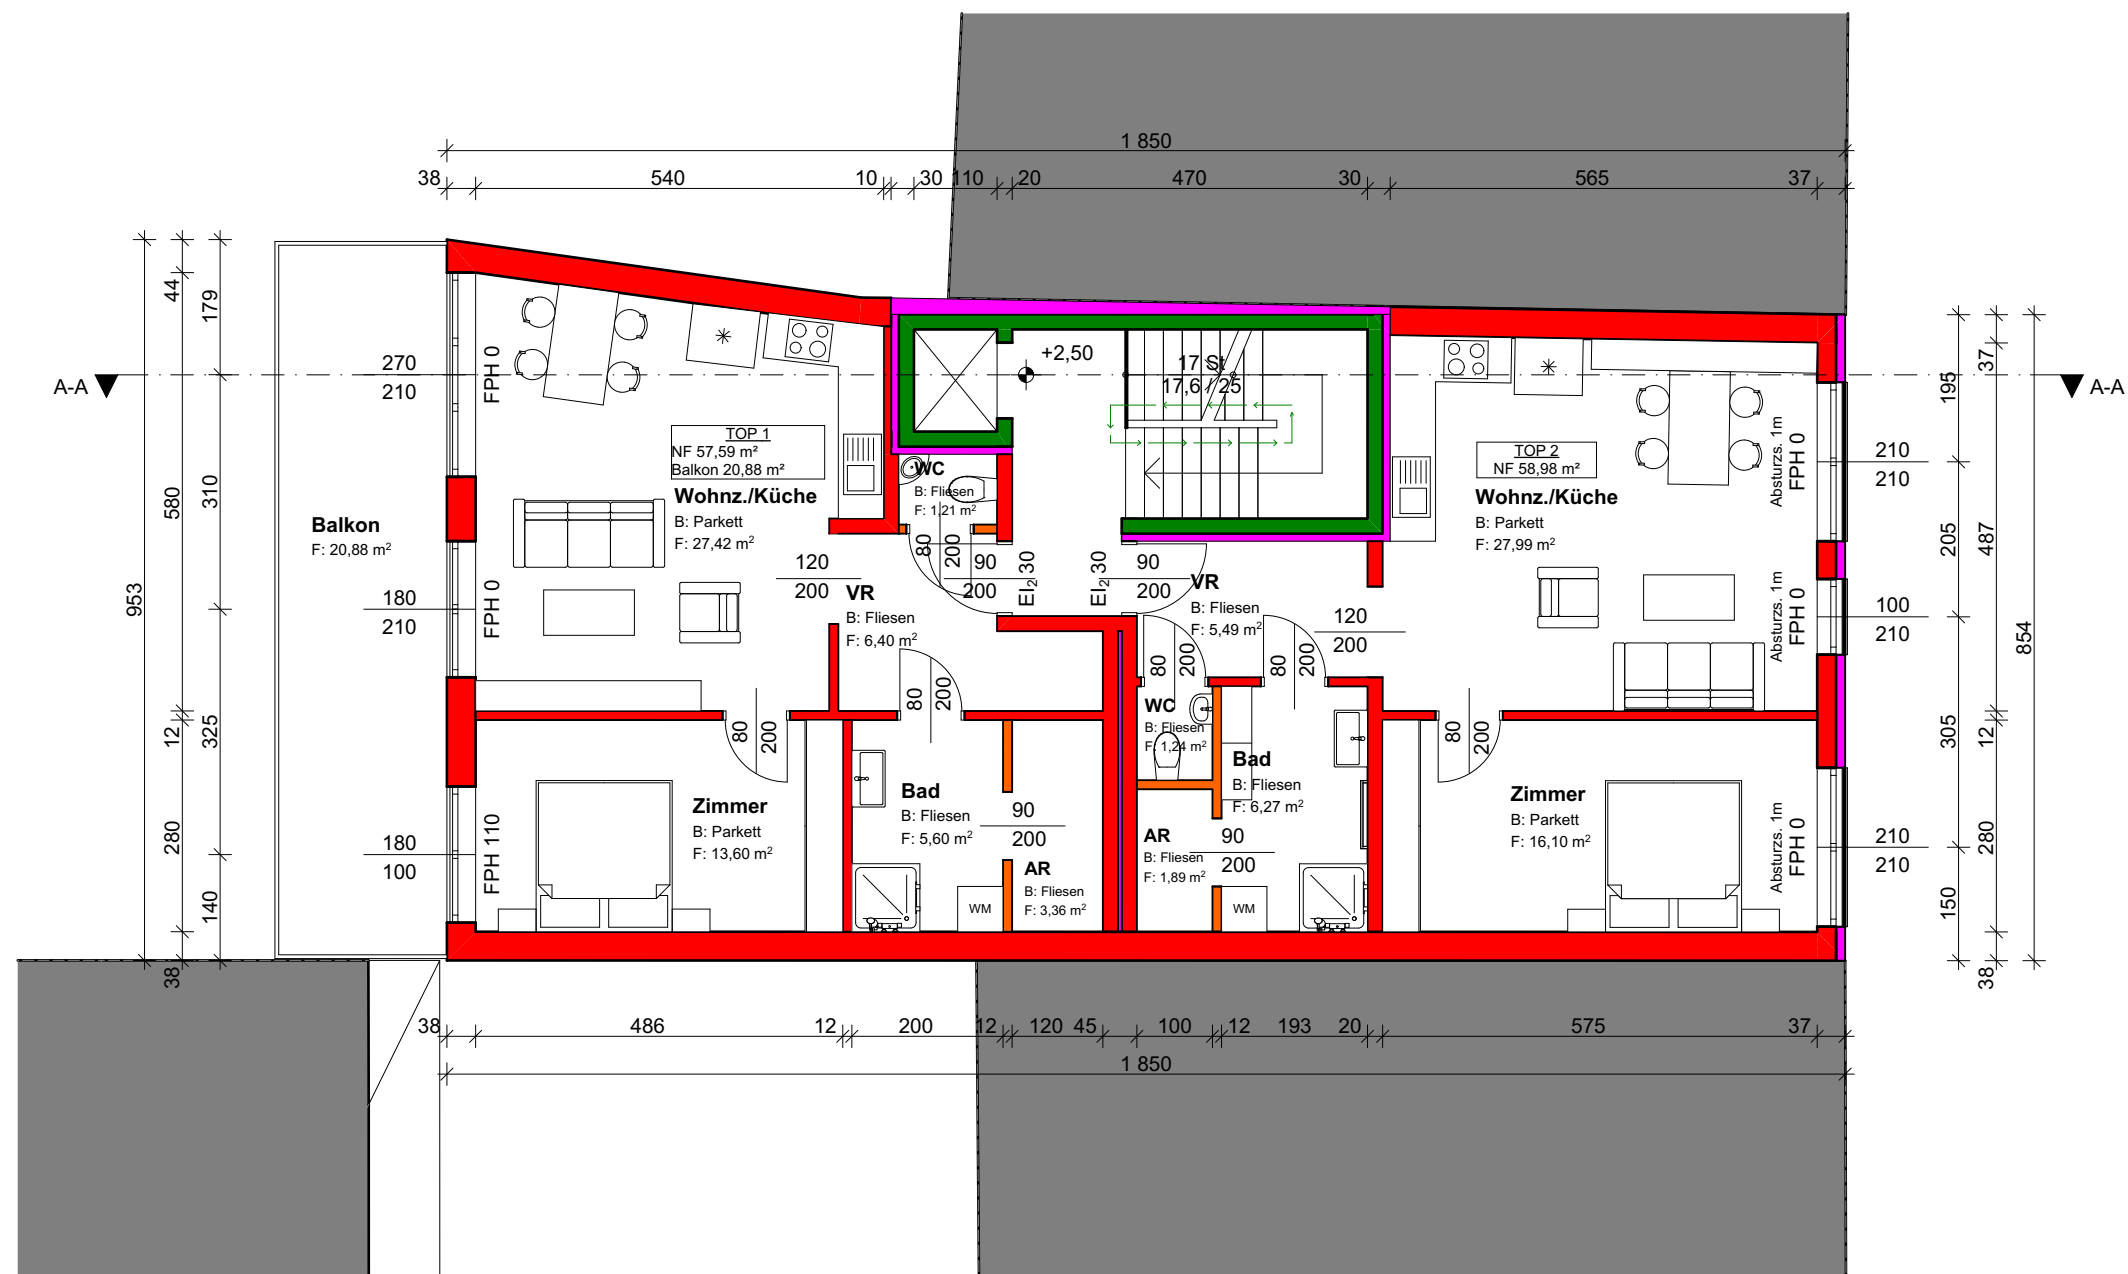 1 850
38 540 10 30 110 20 470 30 565 37
953
44 580 12 280 38
179 310 325 140
A-A
A-A
270
210
FPH 0
180
210
FPH 0
180
100
FPH 110
Balkon
F: 20,88 m²
TOP 1
NF 57,59 m²
Balkon 20,88 m²
Wohnz./Küche
B: Parkett
F: 27,42 m²
120
200
VR
B: Fliesen
F: 6,40 m²
WC
B: Fliesen
F: 1,21 m²
80
200
90
200
EI₂ 30
+2,50
17 St
17,6 / 25
EI₂ 30
90
200
VR
B: Fliesen
F: 5,49 m²
80
200
80
200
120
200
TOP 2
NF 58,98 m²
Wohnz./Küche
B: Parkett
F: 27,99 m²
Absturzs. 1m
FPH 0
210
210
Absturzs. 1m
FPH 0
100
210
Absturzs. 1m
FPH 0
210
210
80
200
Zimmer
B: Parkett
F: 13,60 m²
80
200
Bad
B: Fliesen
F: 5,60 m²
WM
90
200
AR
B: Fliesen
F: 3,36 m²
WC
B: Fliesen
F: 1,24 m²
AR
B: Fliesen
F: 1,89 m²
90
200
Bad
B: Fliesen
F: 6,27 m²
WM
80
200
Zimmer
B: Parkett
F: 16,10 m²
195 205 305 150
37 487 12 280 38
854
38 486 12 200 12 120 45 100 12 193 20 575 37
1 850